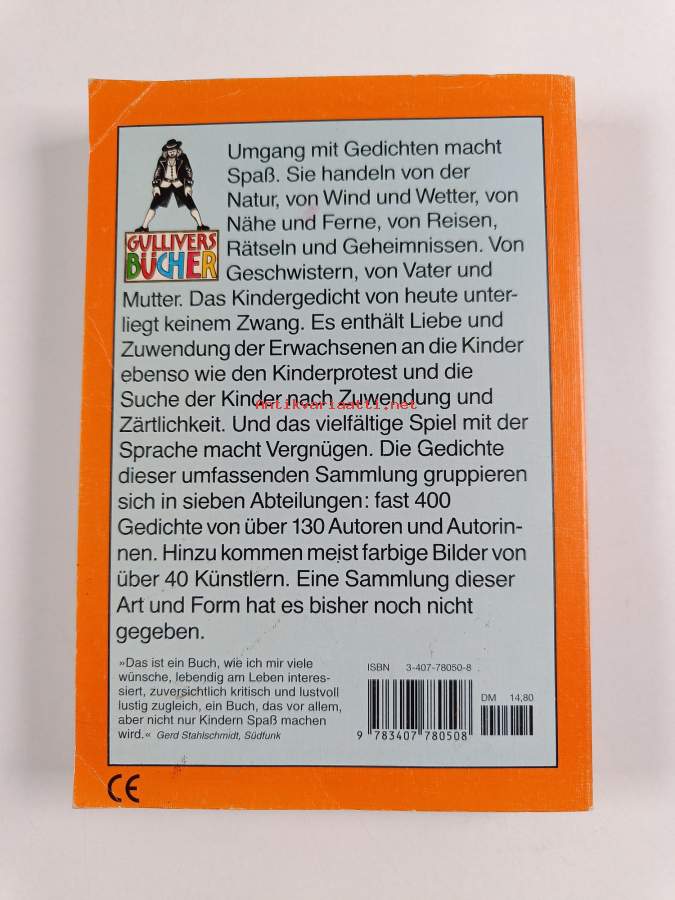 Umgang mit Gedichten macht
Spaß. Sie handeln von der
Natur, von Wind und Wetter, von
Nähe und Ferne, von Reisen,
Rätseln und Geheimnissen. Von
Geschwistern, von Vater und
GULLIVERS
BÜCHER
Mutter. Das Kindergedicht von heute unter-
liegt keinem Zwang. Es enthält Liebe und
Zuwendung der Erwachsenen an die Kinder
ebenso wie den Kinderprotest und die
Suche der Kinder nach Zuwendung und
Antikvariaatti.net
Zärtlichkeit. Und das vielfältige Spiel mit der
Sprache macht Vergnügen. Die Gedichte
dieser umfassenden Sammlung gruppieren
sich in sieben Abteilungen: fast 400
Gedichte von über 130 Autoren und Autorin-
nen. Hinzu kommen meist farbige Bilder von
über 40 Künstlern. Eine Sammlung dieser
Art und Form hat es bisher noch nicht
gegeben.
»Das ist ein Buch, wie ich mir viele
wünsche, lebendig am Leben interes-
siert, zuversichtlich kritisch und lustvoll
lustig zugleich, ein Buch, das vor allem,
aber nicht nur Kindern Spaß machen
wird.« Gerd Stahlschmidt, Südfunk
ISBN 3-407-78050-8
DM 14,80
9 783407 780508
CE